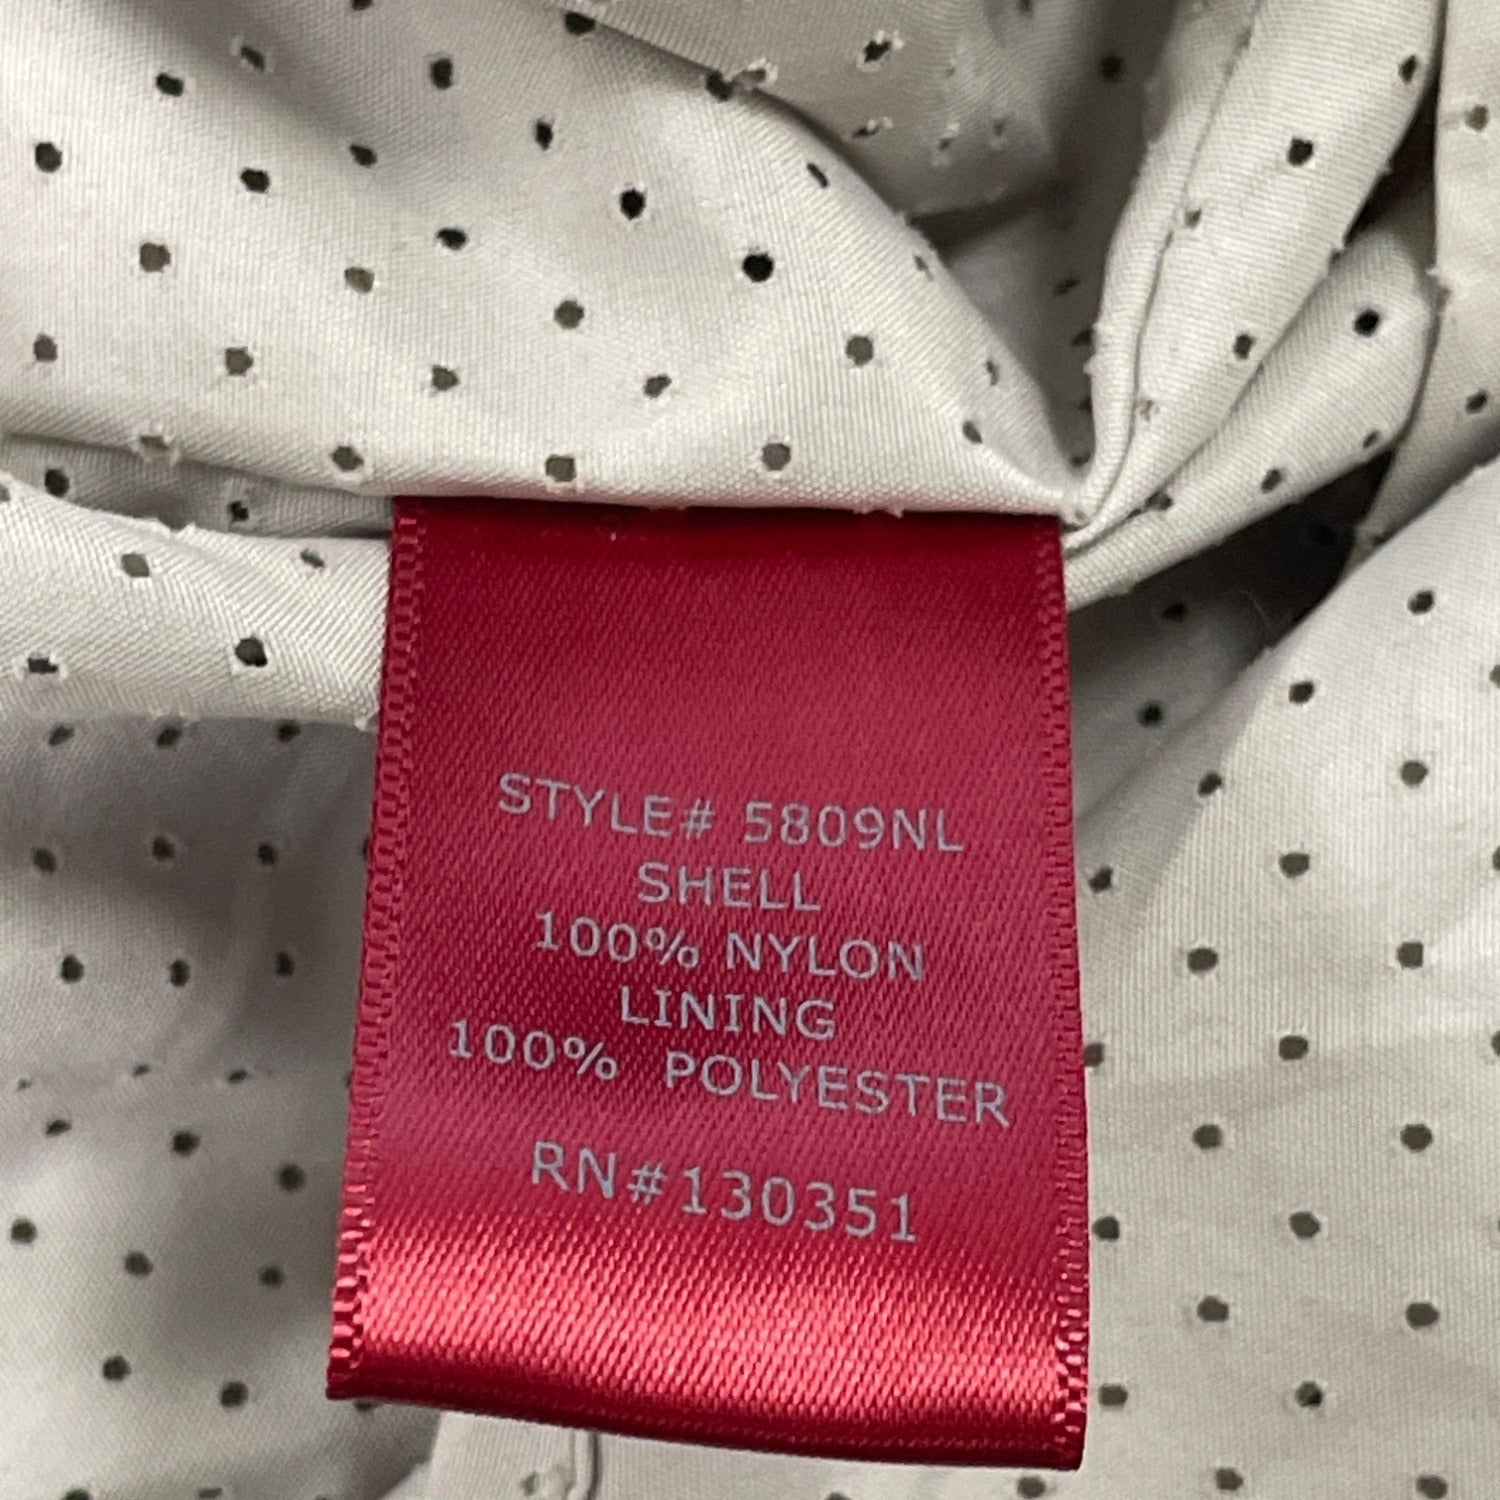 STYLE# 5809NL
SHELL
100% NYLON
LINING
100% POLYESTER
RN#130351